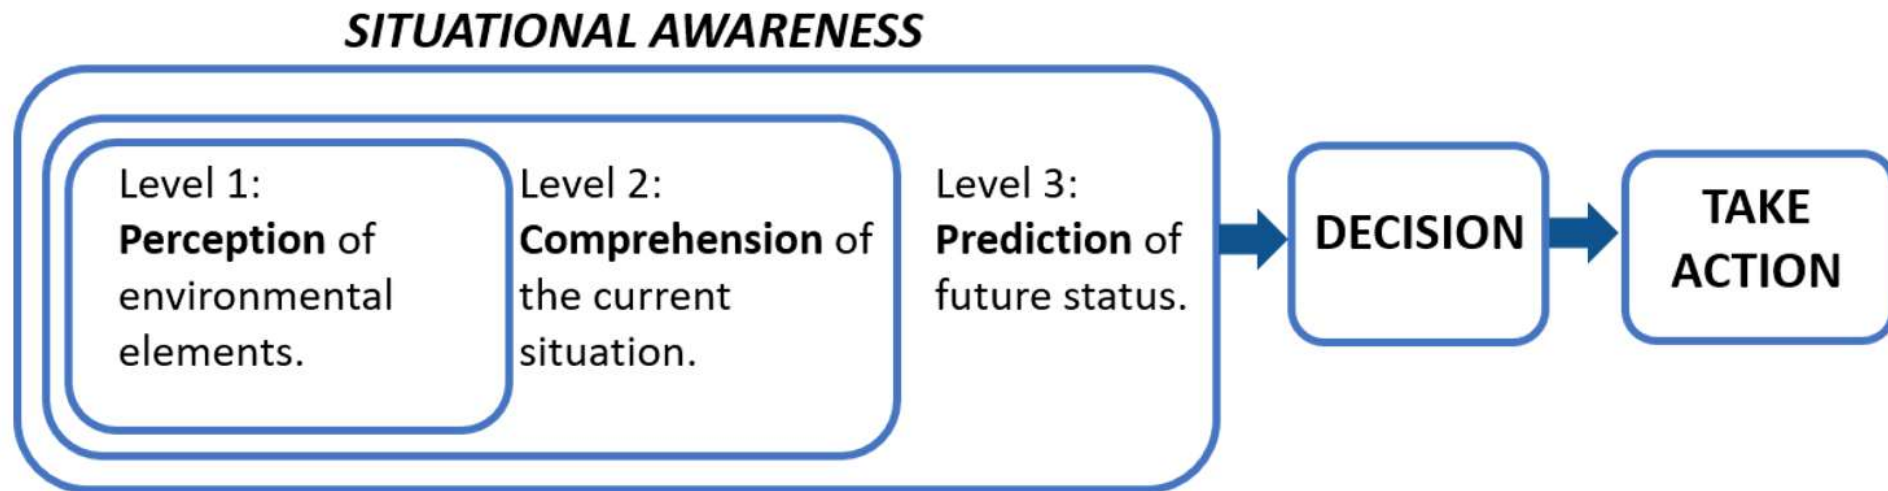 SITUATIONAL AWARENESS
Level 1:
Perception of
environmental
elements.
Level 2:
Comprehension of
the current
situation.
Level 3:
Prediction of
future status.
DECISION
TAKE
ACTION